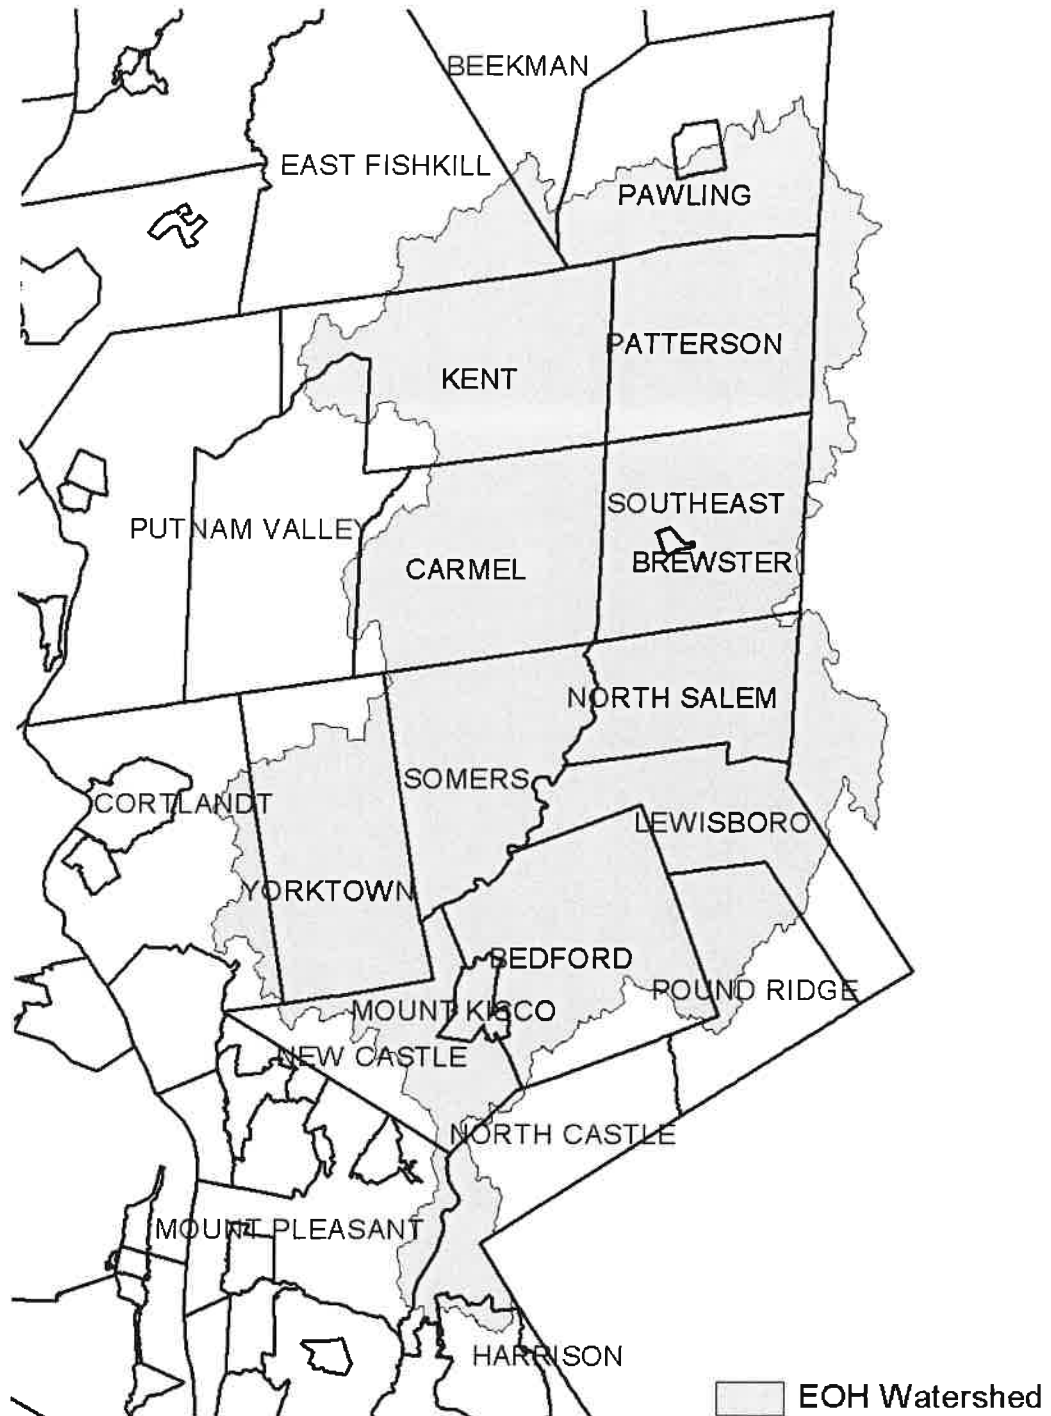 BEEKMAN
EAST FISHKILL
PAWLING
PATTERSON
KENT
SOUTHEAST
PUTNAM VALLEY
BREWSTER
CARMEL
NORTH SALEM
SOMERS
CORTLANDT
LEWISBORO
YORKTOWN
BEDFORD
POUND RIDGE
MOUNT KISCO
NEW CASTLE
NORTH CASTLE
MOUNT PLEASANT
HARRISON
EOH Watershed